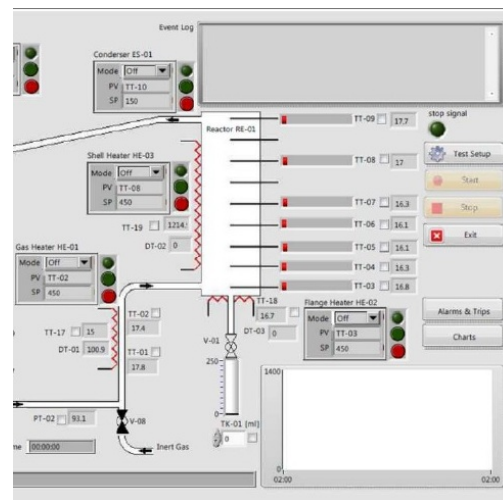 Event Log
Condenser ES-01
Mode Off
PV TT-10
SP 150
Reactor RE-01
TT-09 17.7
stop signal
TT-08 17
Test Setup
Shell Heater HE-03
Mode Off
PV TT-08
SP 450
Start
TT-07 16.3
Stop
TT-19 1214.
TT-06 16.1
Exit
DT-02 0
TT-05 16.1
Gas Heater HE-01
Mode Off
PV TT-02
SP 450
TT-04 16.3
TT-03 16.8
TT-18
16.7
Flange Heater HE-02
Mode Off
PV TT-03
SP 450
Alarms & Trips
TT-02
17.4
TT-17 15
DT-03 0
V-01
Charts
DT-01 100.9
TT-01
17.8
250
1400
0
PT-02 93.1
V-08
TK-01 (ml)
0
me 00:00:00
Inert Gas
0
02:00 02:00